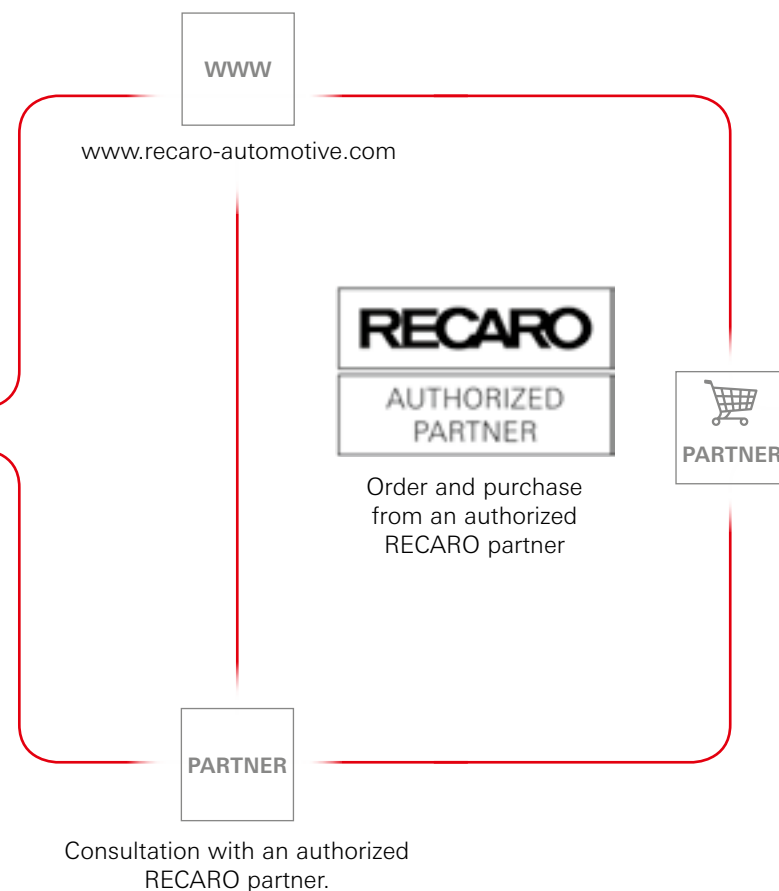 WWW
www.recaro-automotive.com
RECARO
AUTHORIZED
PARTNER
Order and purchase
from an authorized
RECARO partner
PARTNER
PARTNER
Consultation with an authorized
RECARO partner.